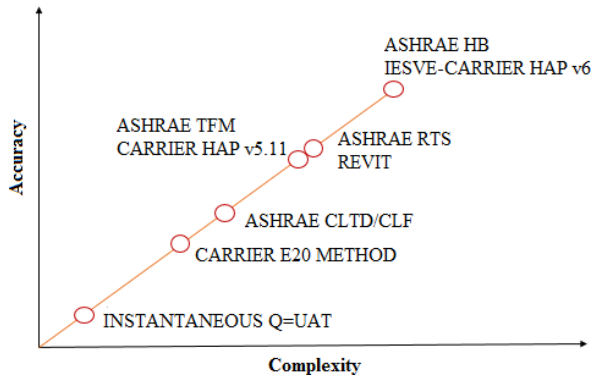 ASHRAE HB
IESVE-CARRIER HAP v6
ASHRAE TFM
CARRIER HAP v5.11
ASHRAE RTS
REVIT
ASHRAE CLTD/CLF
CARRIER E20 METHOD
INSTANTANEOUS Q=UAT
Accuracy
Complexity